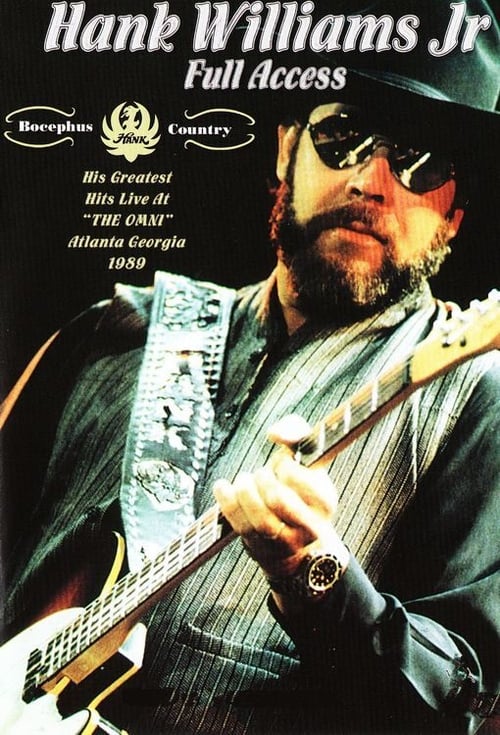 Hank Williams Jr
Full Access
Bocephus
HANK
Country
His Greatest
Hits Live At
"THE OMNI"
Atlanta Georgia
1989